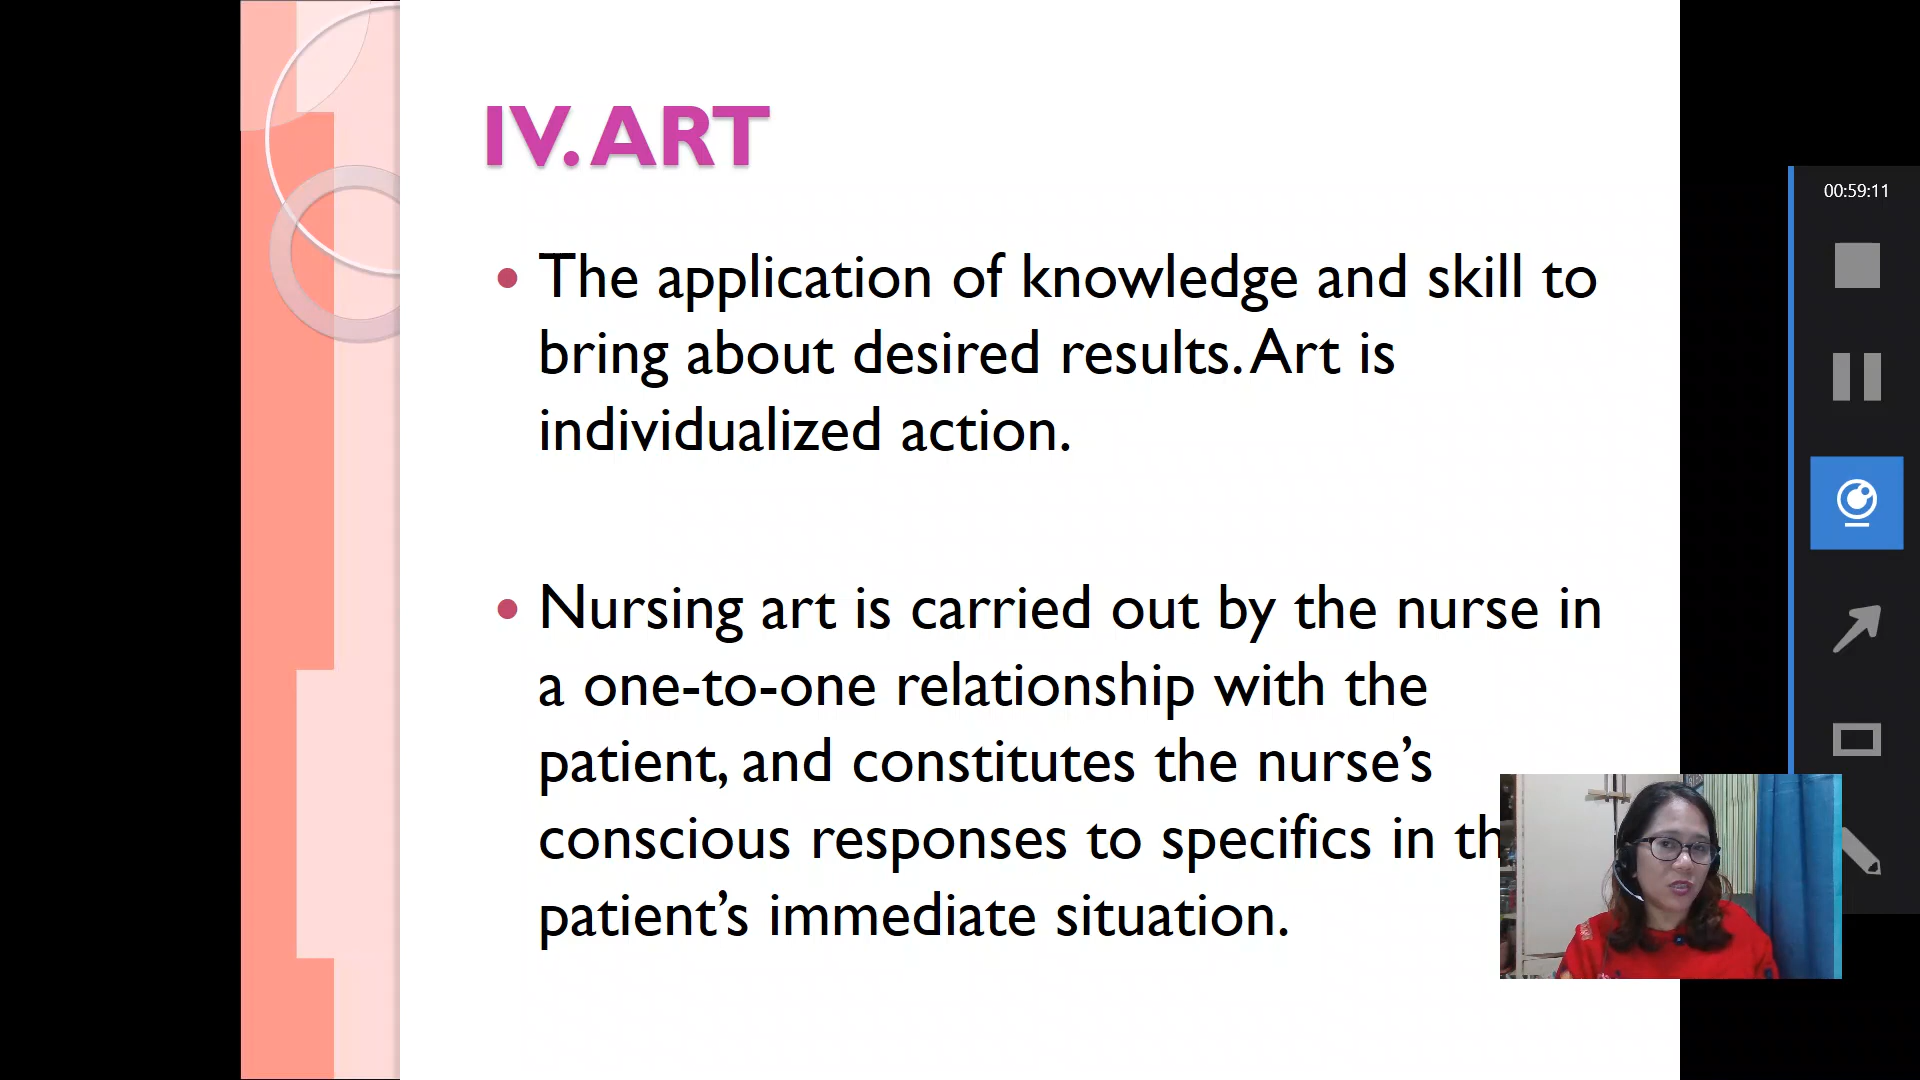 IV. ART
00:59:11
• The application of knowledge and skill to
bring about desired results. Art is
individualized action.
• Nursing art is carried out by the nurse in
a one-to-one relationship with the
patient, and constitutes the nurse’s
conscious responses to specifics in
patient’s immediate situation.